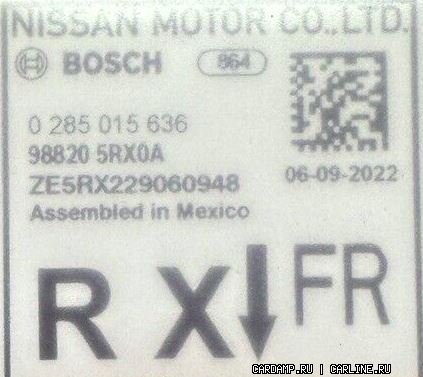 NISSAN MOTOR CO.,LTD.
BOSCH 864
0 285 015 636
98820 5RX0A
ZE5RX229060948
06-09-2022
Assembled in Mexico
R X FR
CARDAMP.RU | CARLINE.RU